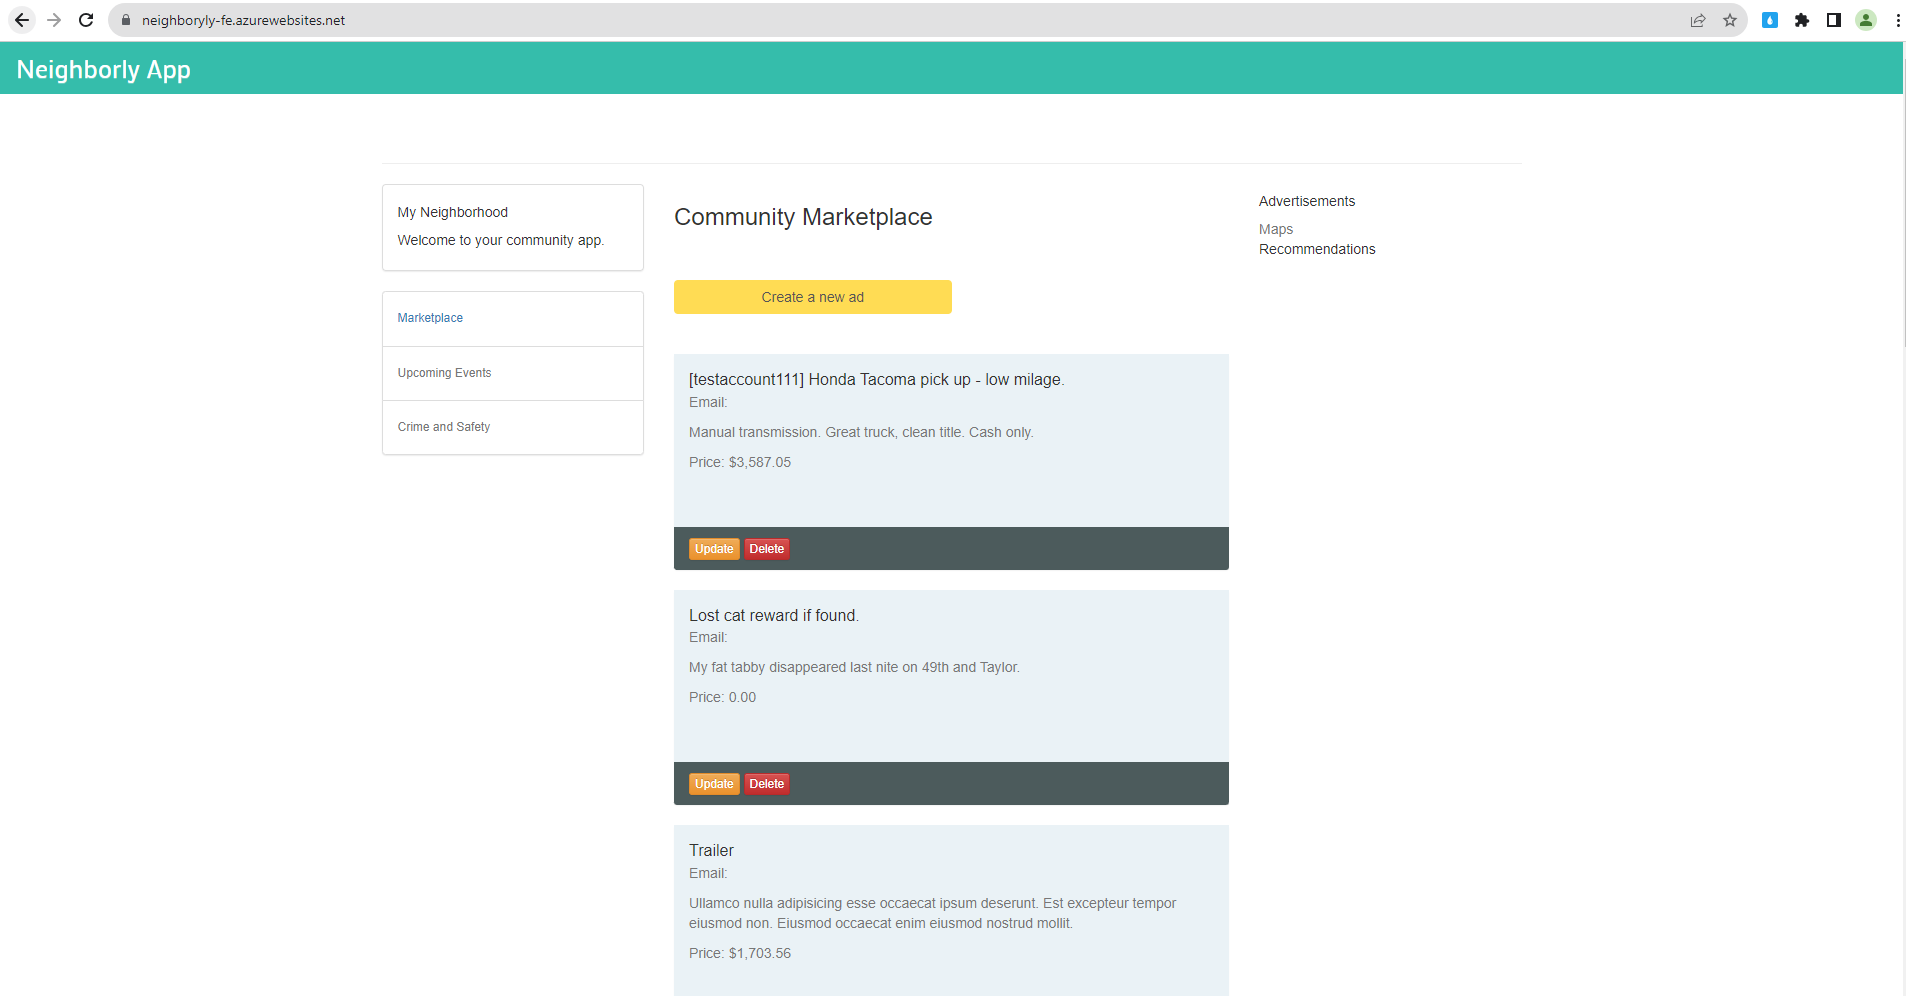 neighboryly-fe.azurewebsites.net
Neighborly App
My Neighborhood
Welcome to your community app.
Marketplace
Upcoming Events
Crime and Safety
Community Marketplace
Create a new ad
[testaccount111] Honda Tacoma pick up - low milage.
Email:
Manual transmission. Great truck, clean title. Cash only.
Price: $3,587.05
Update Delete
Lost cat reward if found.
Email:
My fat tabby disappeared last nite on 49th and Taylor.
Price: 0.00
Update Delete
Trailer
Email:
Ullamco nulla adipisicing esse occaecat ipsum deserunt. Est excepteur tempor
eiusmod non. Eiusmod occaecat enim eiusmod nostrud mollit.
Price: $1,703.56
Advertisements
Maps
Recommendations